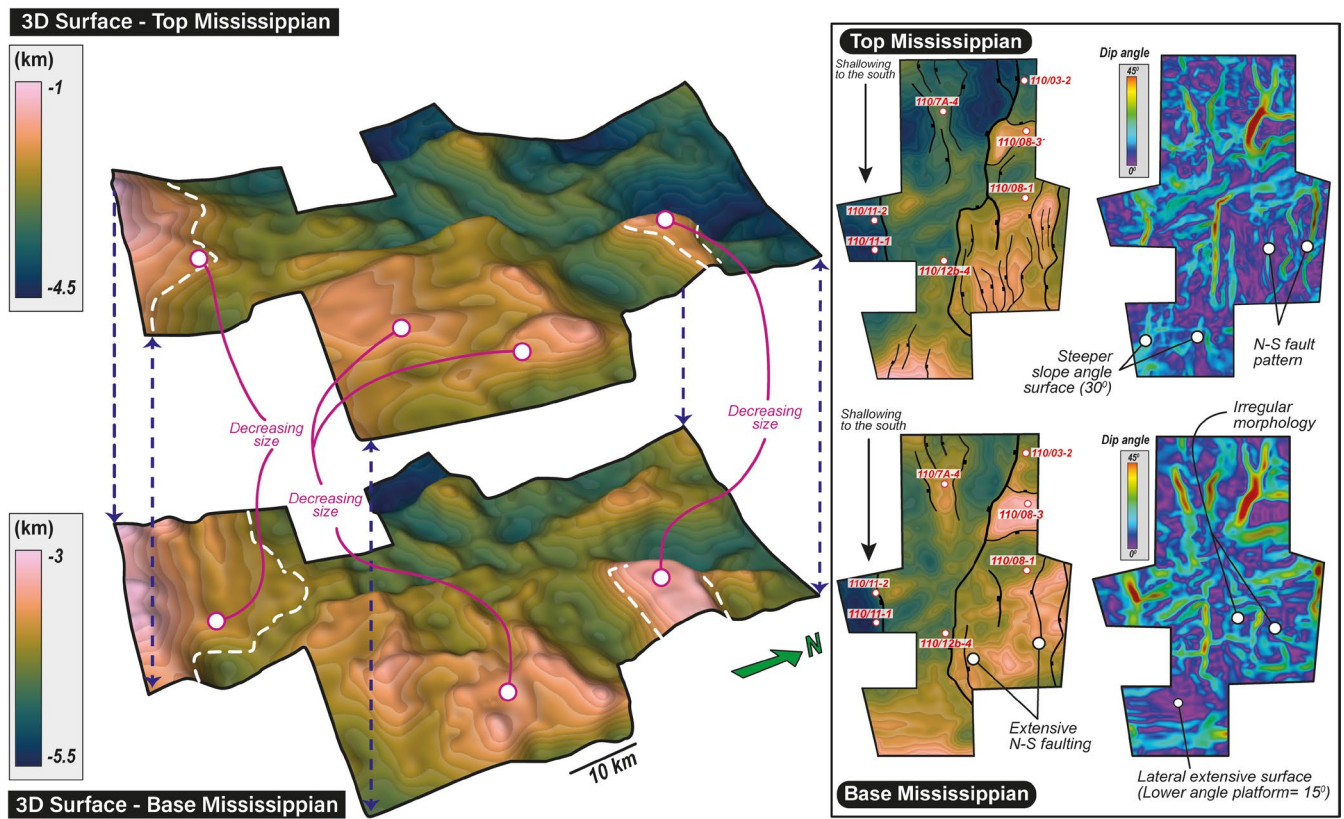 3D Surface - Top Mississippian
(km)
-1
-4.5
Decreasing
size
Decreasing
size
Decreasing
size
(km)
-3
-5.5
N
10 km
3D Surface - Base Mississippian
Top Mississippian
Shallowing
to the south
110/03-2
110/7A-4
110/08-3
110/08-1
110/11-2
110/11-1
110/12b-4
Dip angle
45⁰
0⁰
Steeper
slope angle
surface (30⁰)
N-S fault
pattern
Shallowing
to the south
110/03-2
110/7A-4
110/08-3
110/08-1
110/11-2
110/11-1
110/12b-4
Extensive
N-S faulting
Dip angle
45⁰
0⁰
Irregular
morphology
Lateral extensive surface
(Lower angle platform= 15⁰)
Base Mississippian